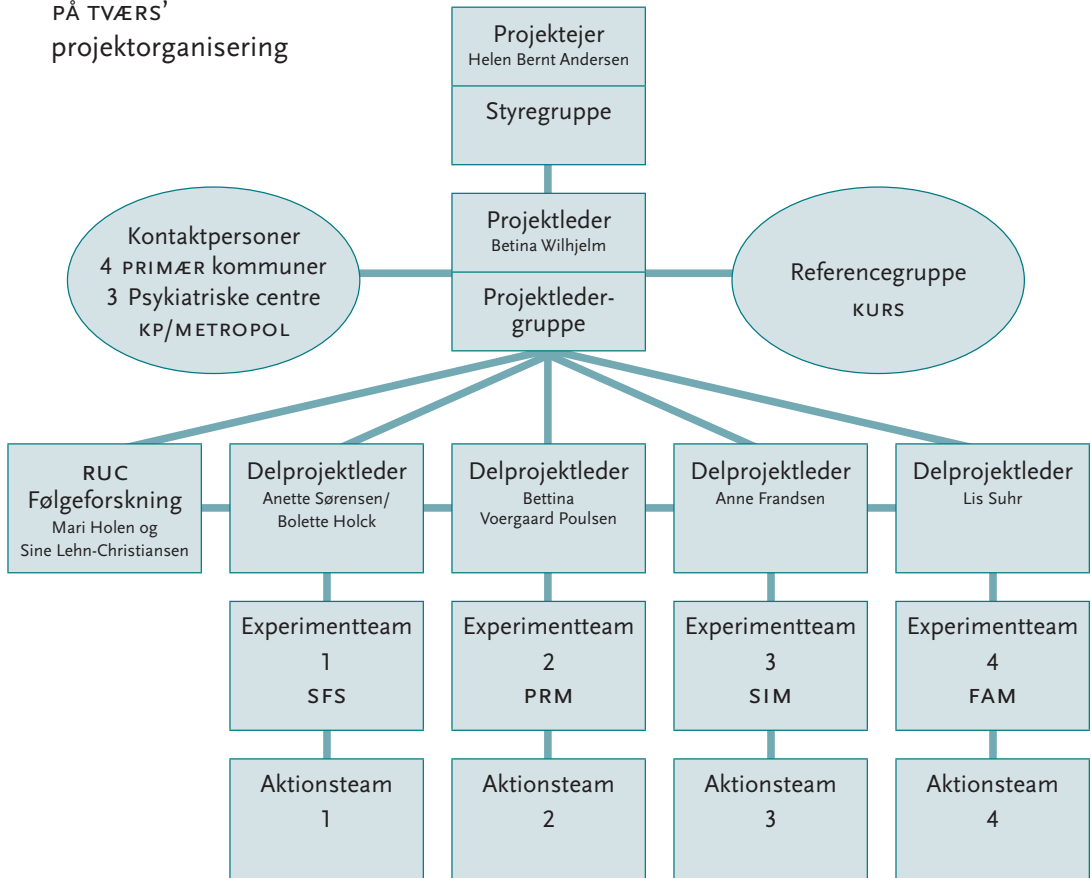 PÅ TVÆRS'
projektorganisering
Projektejer
Helen Bernt Andersen
Styregruppe
Projektleder
Betina Wilhjelm
Projektleder-
gruppe
Kontaktpersoner
4 PRIMÆR kommuner
3 Psykiatriske centre
KP/METROPOL
Referencegruppe
KURS
RUC
Følgeforskning
Mari Holen og
Sine Lehn-Christiansen
Delprojektleder
Anette Sørensen/
Bolette Holck
Delprojektleder
Bettina
Voergaard Poulsen
Delprojektleder
Anne Frandsen
Delprojektleder
Lis Suhr
Experimentteam
1
SFS
Experimentteam
2
PRM
Experimentteam
3
SIM
Experimentteam
4
FAM
Aktionsteam
1
Aktionsteam
2
Aktionsteam
3
Aktionsteam
4